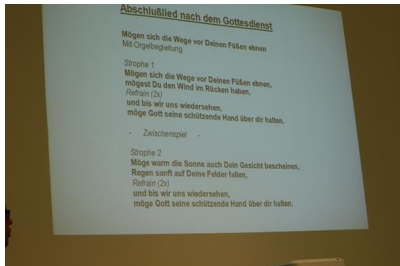 Abschlußlied nach dem Gottesdienst
Mögen sich die Wege vor Deinen Füßen ebnen
Mit Orgelbegleitung
Strophe 1
Mögen sich die Wege vor Deinen Füßen ebnen,
mögest Du den Wind im Rücken haben,
Refrain (2x)
und bis wir uns wiedersehen,
möge Gott seine schützende Hand über dir halten.
- Zwischenspiel -
Strophe 2
Möge warm die Sonne auch Dein Gesicht bescheinen,
Regen sanft auf Deine Felder fallen,
Refrain (2x)
und bis wir uns wiedersehen,
möge Gott seine schützende Hand über dir halten.